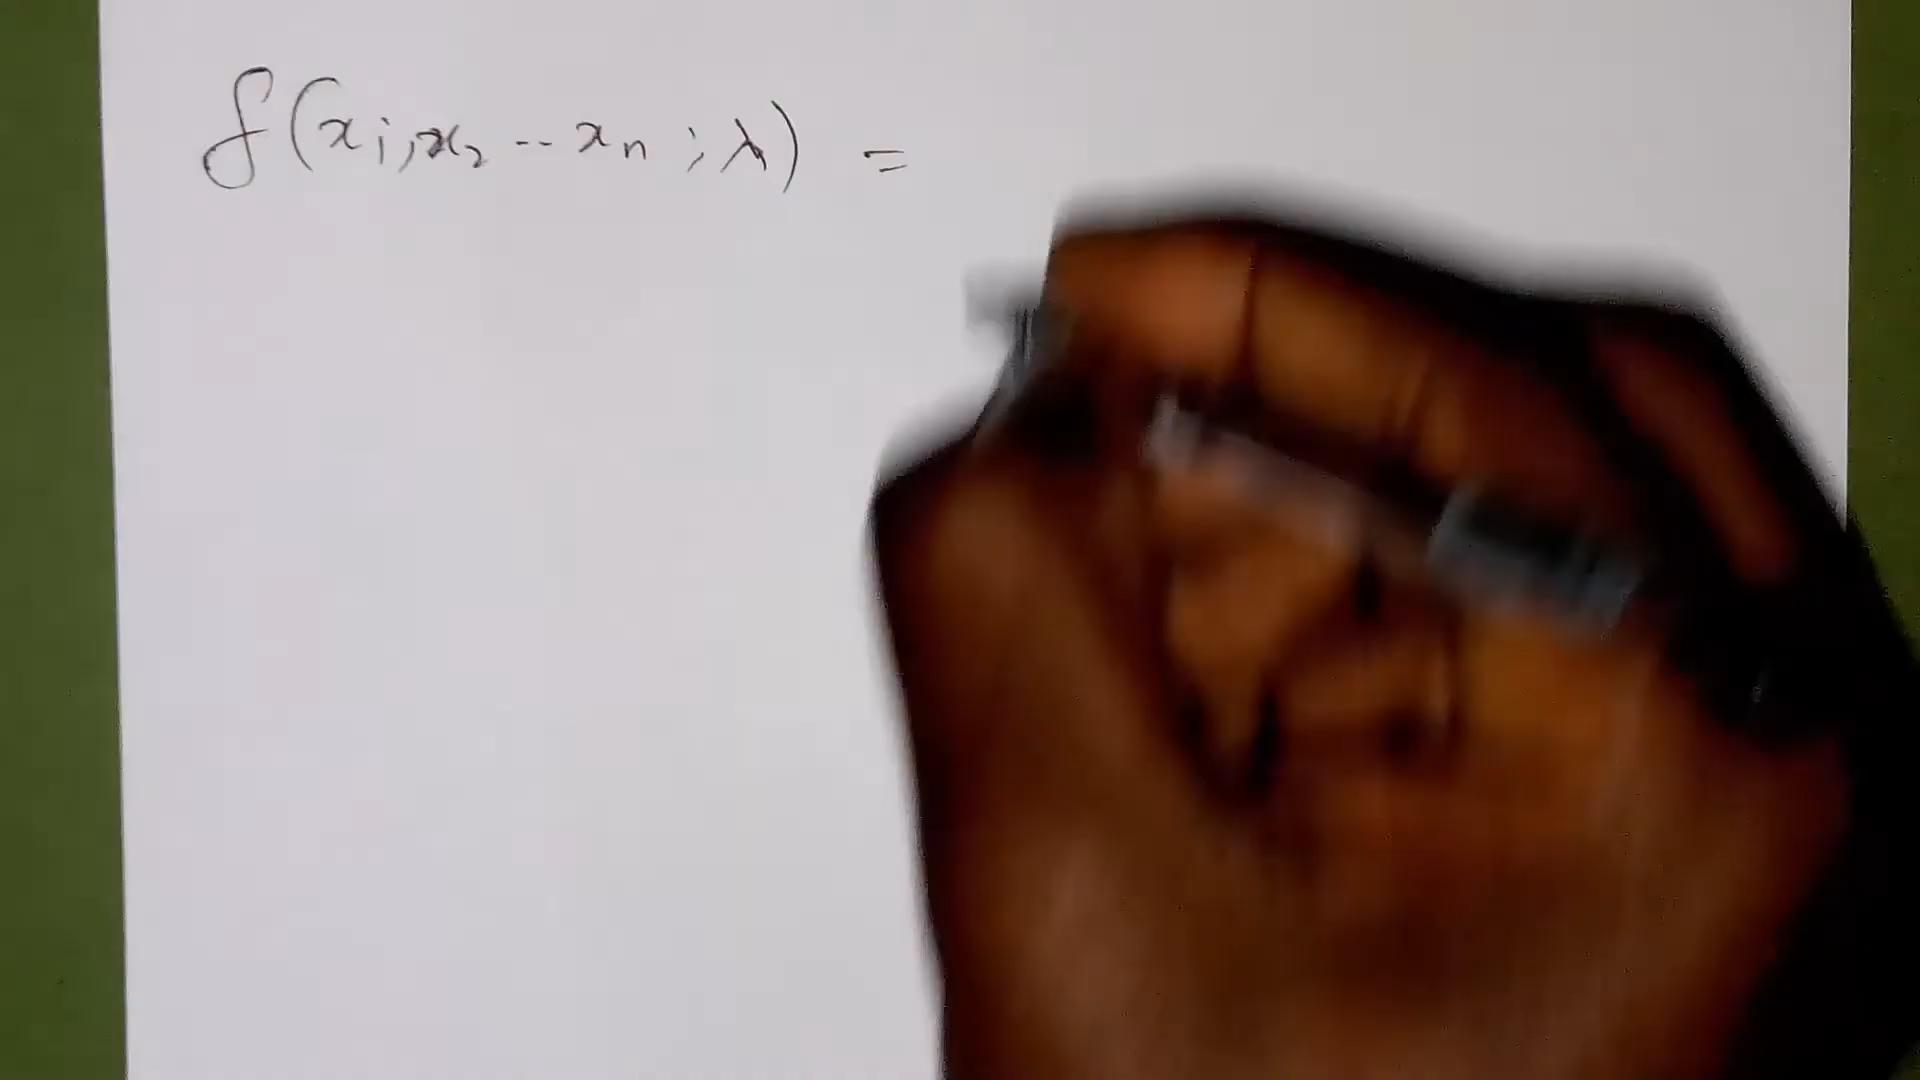 f(x₁,x₂ -- xₙ ; λ) =